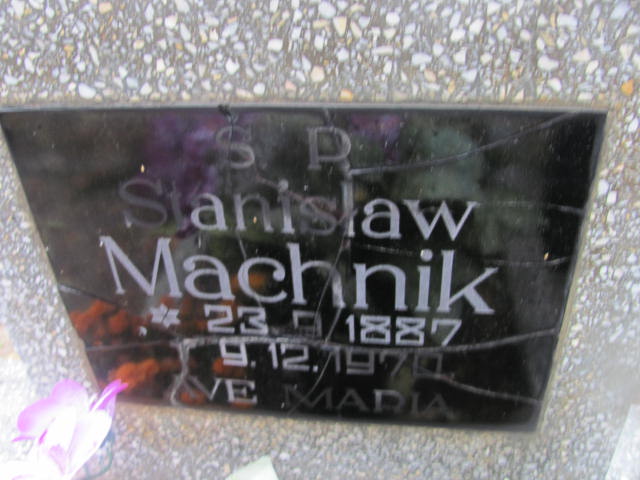 S P
Stanisław
Machnik
* 23. 1887
9.12.1970
AVE MARIA